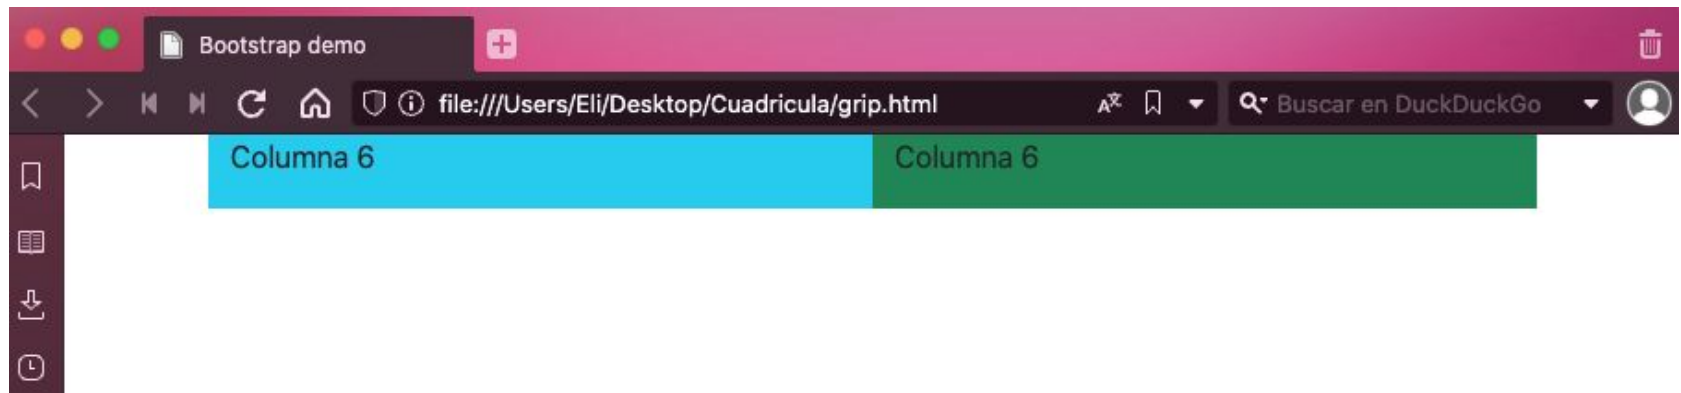 Bootstrap demo
file:///Users/Eli/Desktop/Cuadricula/grip.html
Buscar en DuckDuckGo
Columna 6
Columna 6